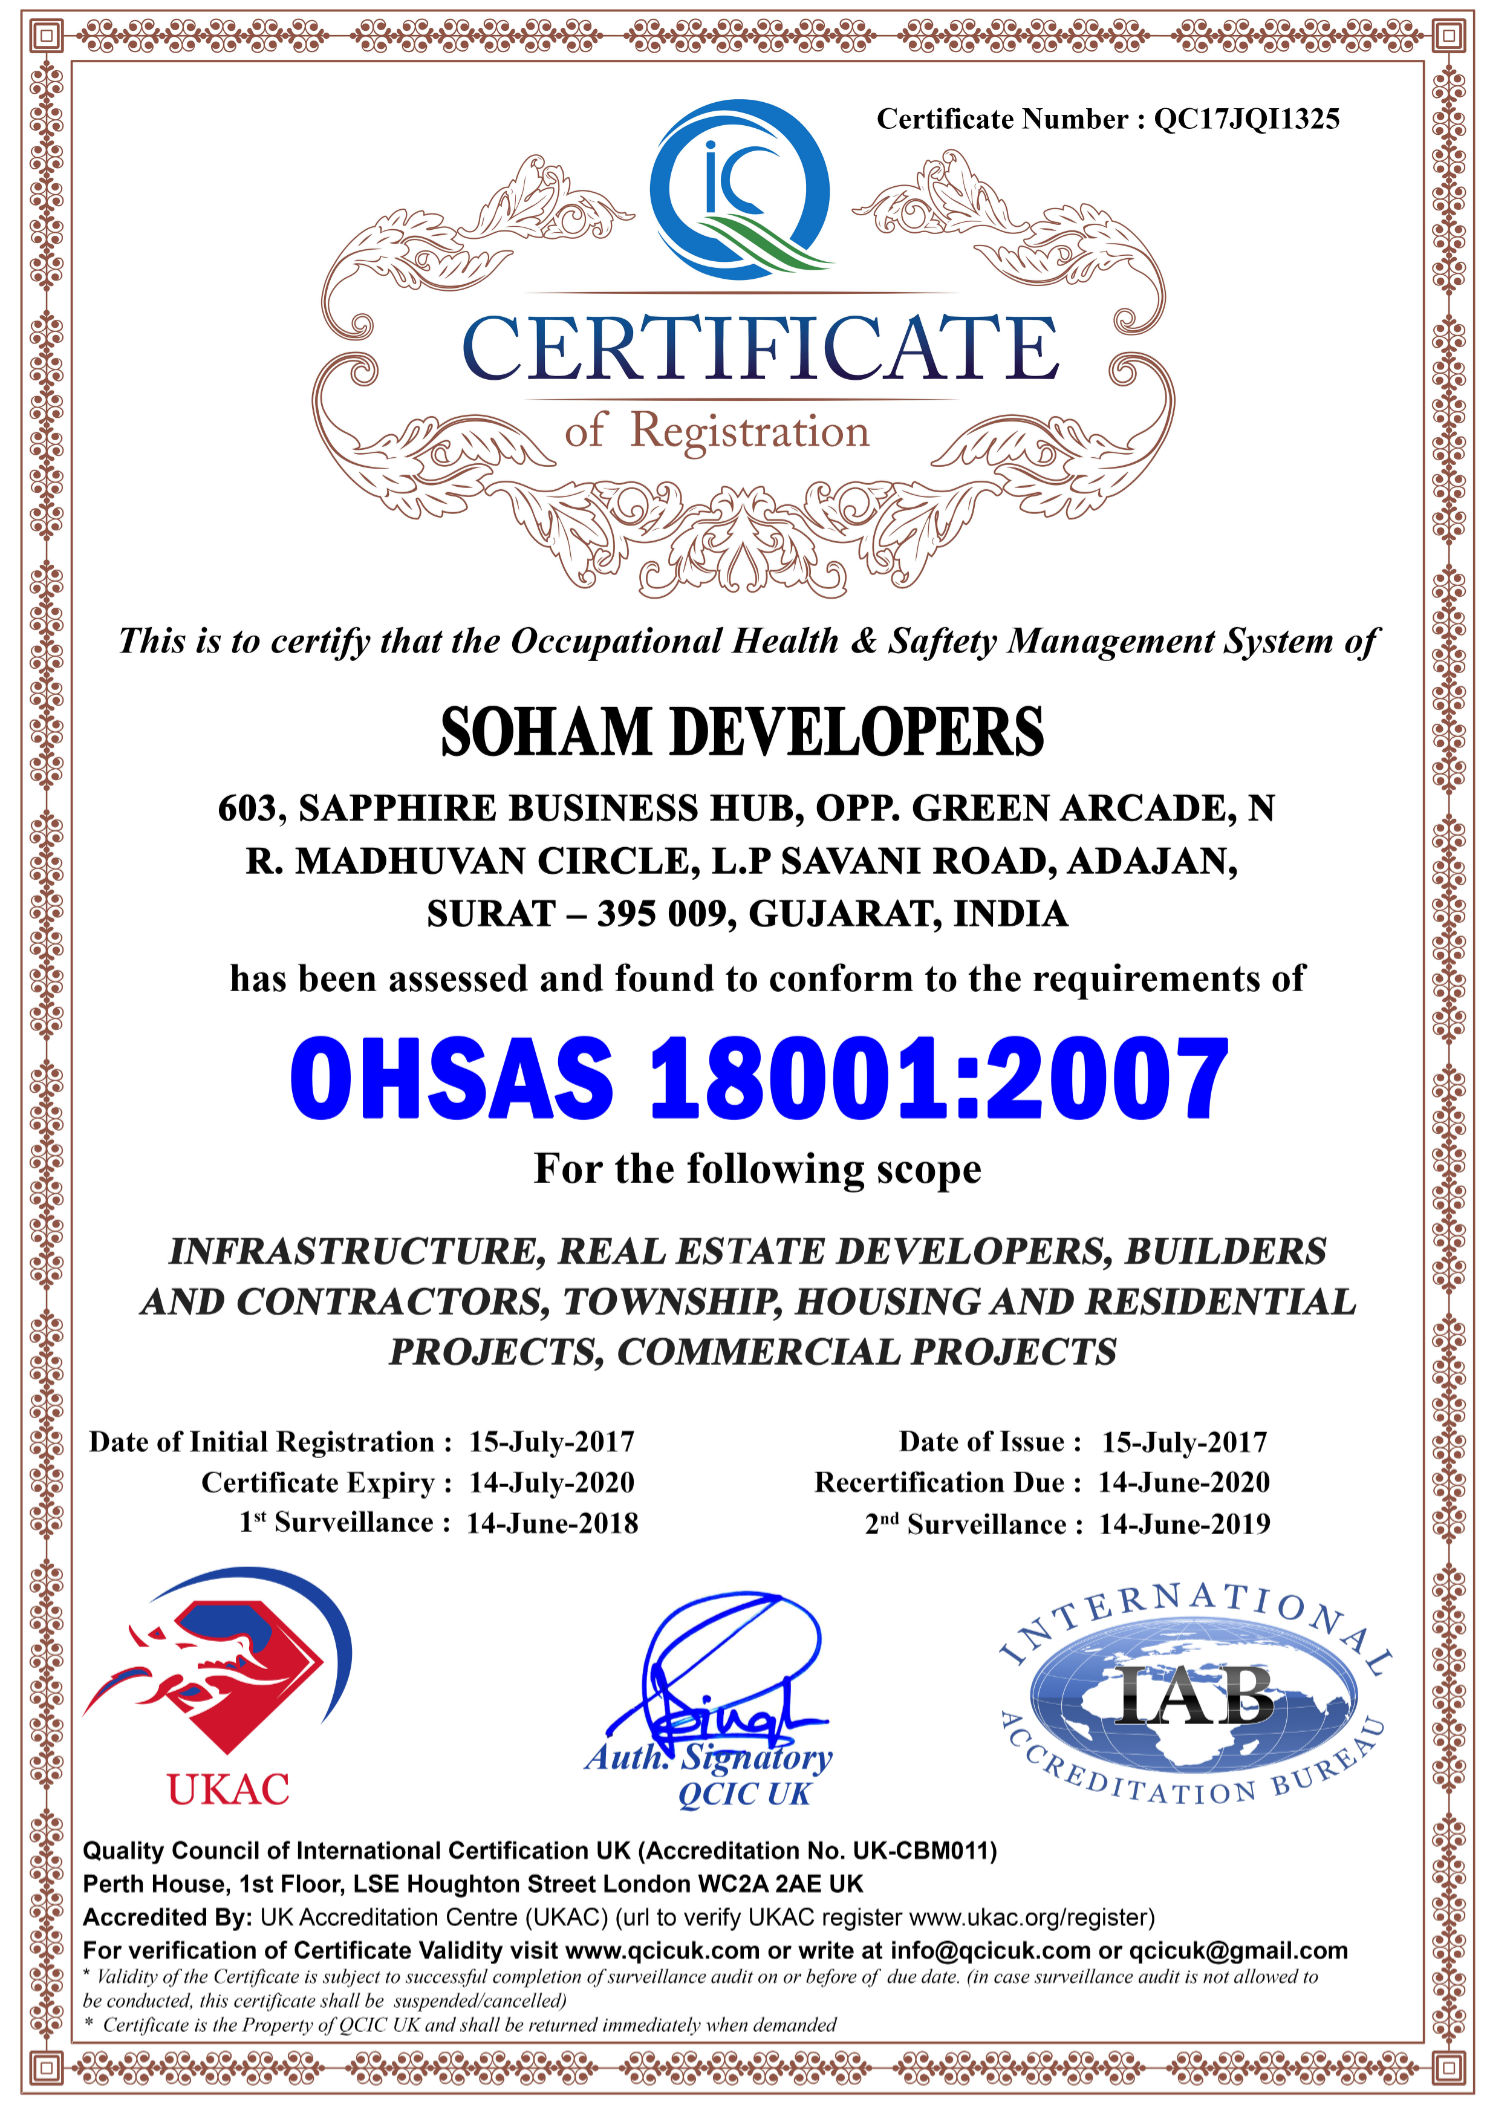 Certificate Number : QC17JQI1325
ic
CERTIFICATE
of Registration
This is to certify that the Occupational Health & Saftety Management System of
SOHAM DEVELOPERS
603, SAPPHIRE BUSINESS HUB, OPP. GREEN ARCADE, N
R. MADHUVAN CIRCLE, L.P SAVANI ROAD, ADAJAN,
SURAT – 395 009, GUJARAT, INDIA
has been assessed and found to conform to the requirements of
OHSAS 18001:2007
For the following scope
INFRASTRUCTURE, REAL ESTATE DEVELOPERS, BUILDERS
AND CONTRACTORS, TOWNSHIP, HOUSING AND RESIDENTIAL
PROJECTS, COMMERCIAL PROJECTS
Date of Initial Registration : 15-July-2017 Date of Issue : 15-July-2017
Certificate Expiry : 14-July-2020 Recertification Due : 14-June-2020
1st Surveillance : 14-June-2018 2nd Surveillance : 14-June-2019
UKAC
Singh
Auth. Signatory
QCIC UK
INTERNATIONAL
IAB
ACCREDITATION BUREAU
Quality Council of International Certification UK (Accreditation No. UK-CBM011)
Perth House, 1st Floor, LSE Houghton Street London WC2A 2AE UK
Accredited By: UK Accreditation Centre (UKAC) (url to verify UKAC register www.ukac.org/register)
For verification of Certificate Validity visit www.qcicuk.com or write at info@qcicuk.com or qcicuk@gmail.com
* Validity of the Certificate is subject to successful completion of surveillance audit on or before of due date. (in case surveillance audit is not allowed to
be conducted, this certificate shall be suspended/cancelled)
* Certificate is the Property of QCIC UK and shall be returned immediately when demanded